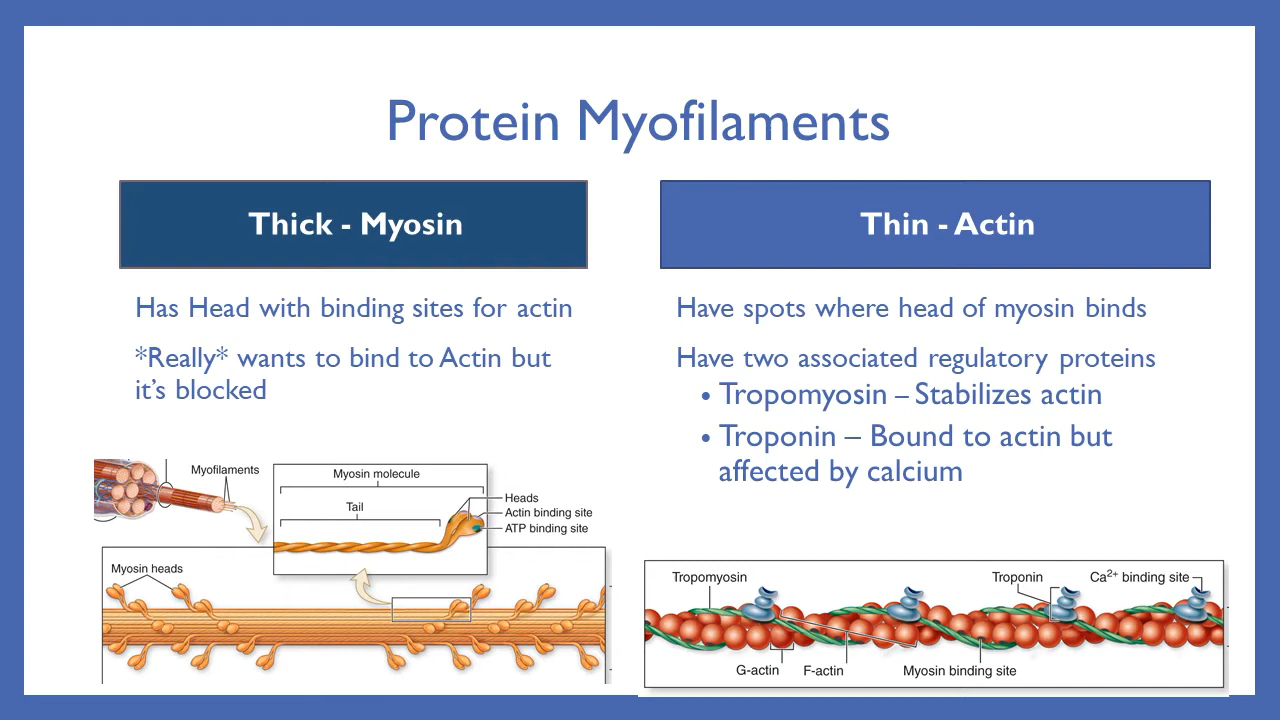 Protein Myofilaments
Thick - Myosin
Has Head with binding sites for actin
*Really* wants to bind to Actin but
it’s blocked
Thin - Actin
Have spots where head of myosin binds
Have two associated regulatory proteins
• Tropomyosin – Stabilizes actin
• Troponin – Bound to actin but
affected by calcium
Myofilaments
Myosin molecule
Tail
Heads
Actin binding site
ATP binding site
Myosin heads
Tropomyosin
Troponin
Ca2+ binding site
G-actin
F-actin
Myosin binding site